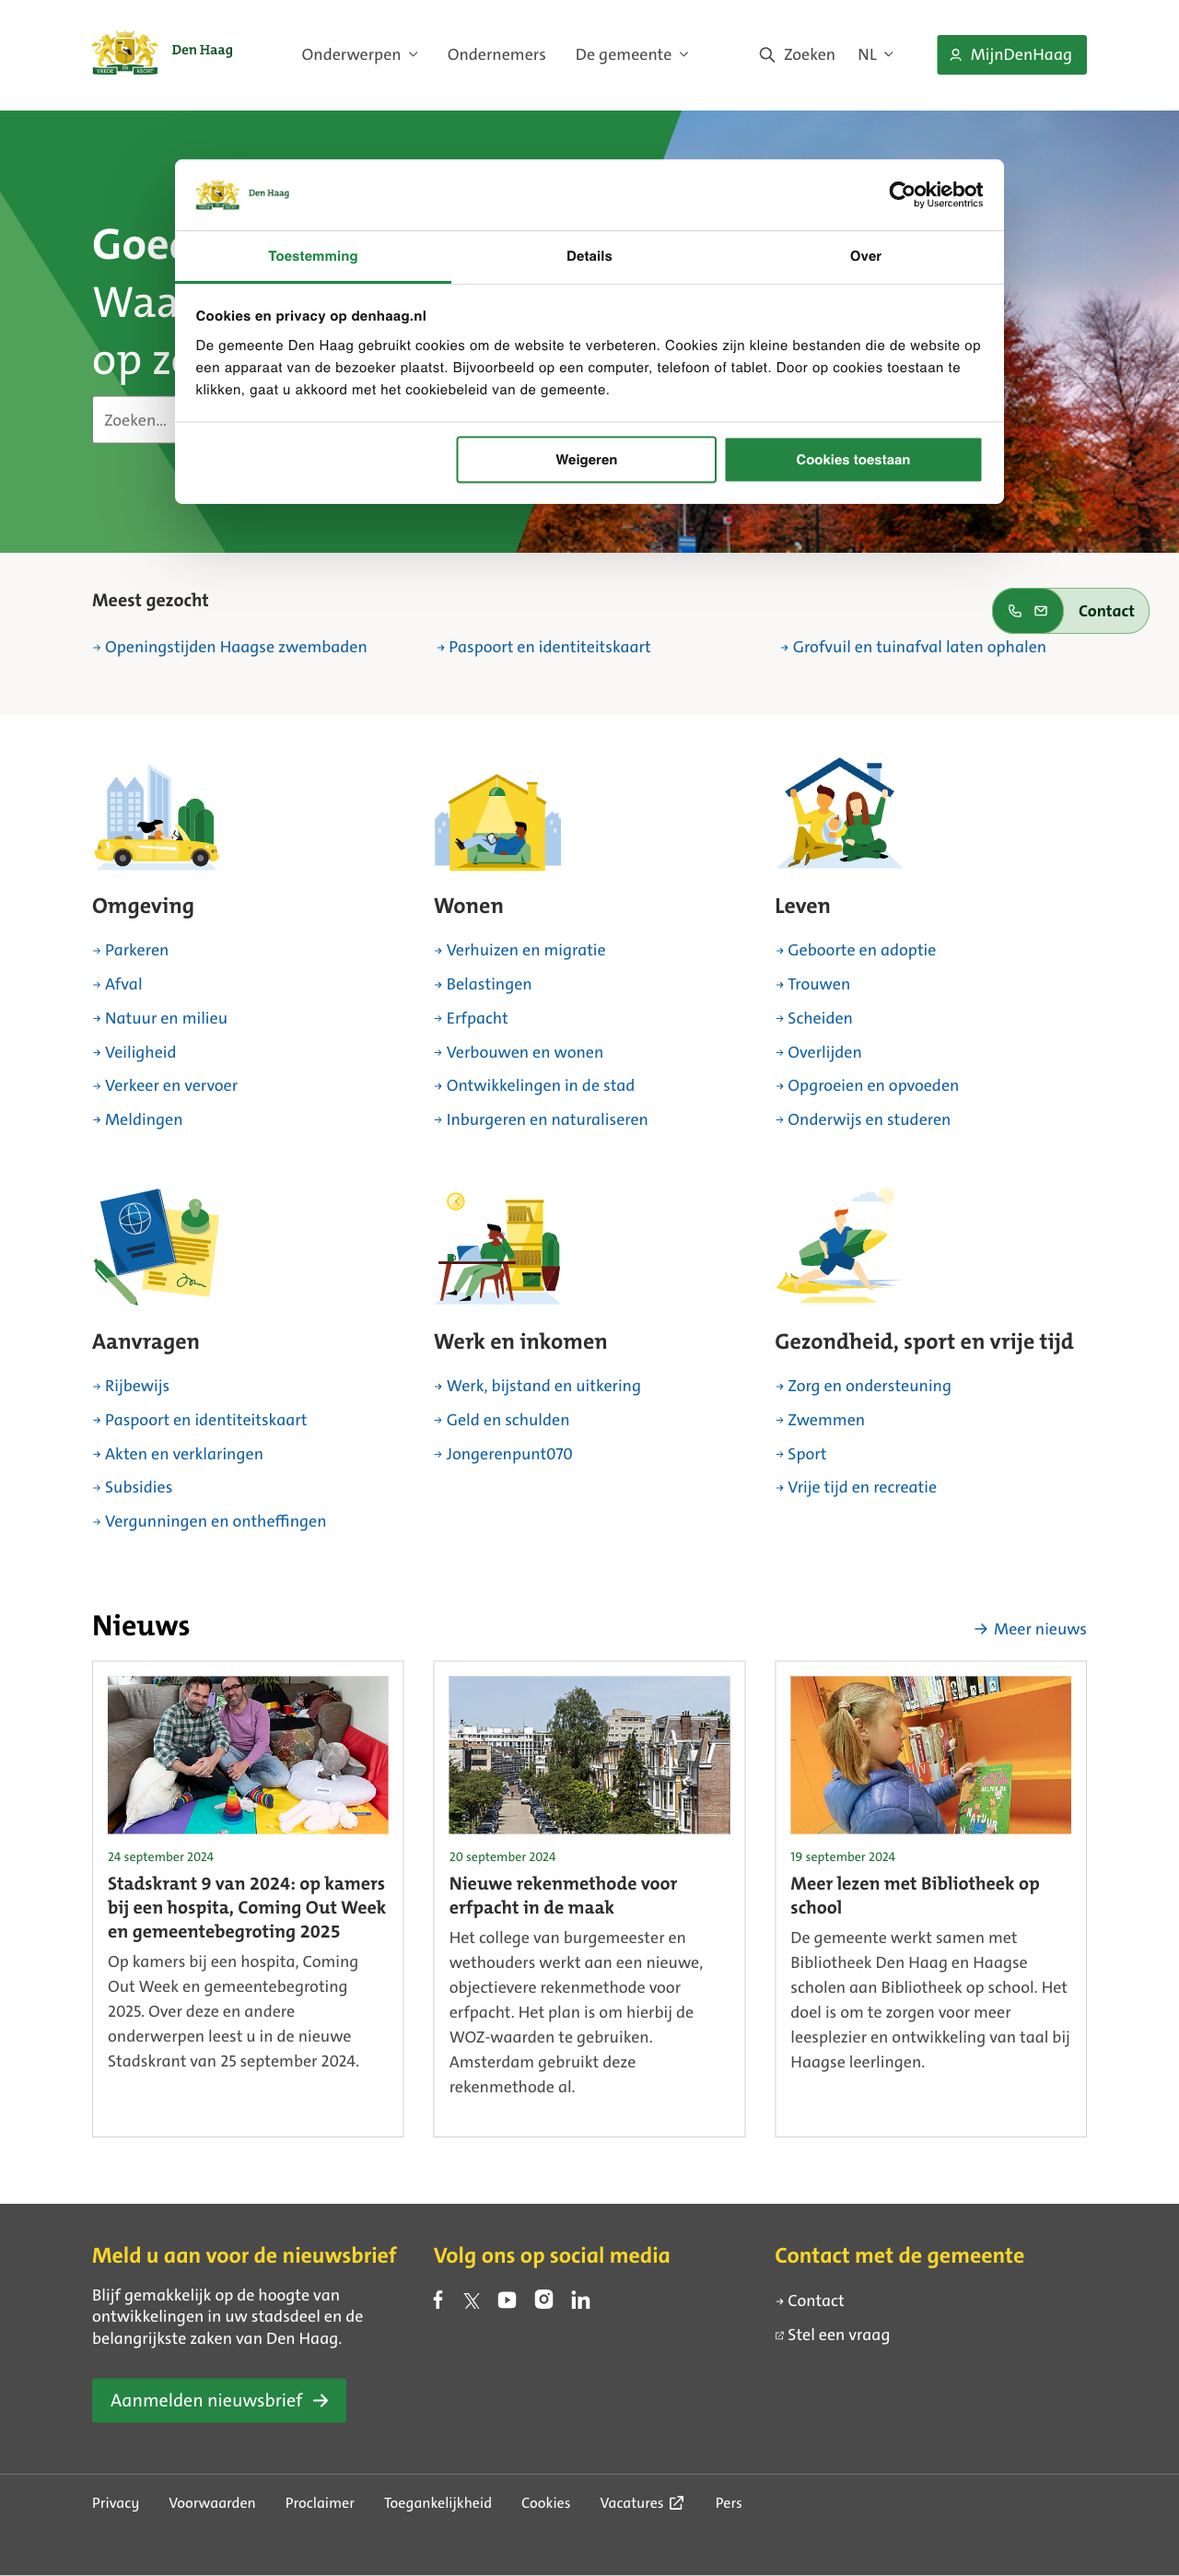 Den Haag
VREDE EN RECHT
Onderwerpen
Ondernemers
De gemeente
Zoeken
NL
MijnDenHaag
Goe
Waa
op z
Zoeken...
Den Haag
VREDE EN RECHT
Cookiebot
by Usercentrics
Toestemming
Details
Over
Cookies en privacy op denhaag.nl
De gemeente Den Haag gebruikt cookies om de website te verbeteren. Cookies zijn kleine bestanden die de website op
een apparaat van de bezoeker plaatst. Bijvoorbeeld op een computer, telefoon of tablet. Door op cookies toestaan te
klikken, gaat u akkoord met het cookiebeleid van de gemeente.
Weigeren
Cookies toestaan
Meest gezocht
Contact
Openingstijden Haagse zwembaden
Paspoort en identiteitskaart
Grofvuil en tuinafval laten ophalen
Omgeving
Parkeren
Afval
Natuur en milieu
Veiligheid
Verkeer en vervoer
Meldingen
Wonen
Verhuizen en migratie
Belastingen
Erfpacht
Verbouwen en wonen
Ontwikkelingen in de stad
Inburgeren en naturaliseren
Leven
Geboorte en adoptie
Trouwen
Scheiden
Overlijden
Opgroeien en opvoeden
Onderwijs en studeren
Aanvragen
Rijbewijs
Paspoort en identiteitskaart
Akten en verklaringen
Subsidies
Vergunningen en ontheffingen
Werk en inkomen
Werk, bijstand en uitkering
Geld en schulden
Jongerenpunt070
Gezondheid, sport en vrije tijd
Zorg en ondersteuning
Zwemmen
Sport
Vrije tijd en recreatie
Nieuws
Meer nieuws
24 september 2024
Stadskrant 9 van 2024: op kamers
bij een hospita, Coming Out Week
en gemeentebegroting 2025
Op kamers bij een hospita, Coming
Out Week en gemeentebegroting
2025. Over deze en andere
onderwerpen leest u in de nieuwe
Stadskrant van 25 september 2024.
20 september 2024
Nieuwe rekenmethode voor
erfpacht in de maak
Het college van burgemeester en
wethouders werkt aan een nieuwe,
objectievere rekenmethode voor
erfpacht. Het plan is om hierbij de
WOZ-waarden te gebruiken.
Amsterdam gebruikt deze
rekenmethode al.
NATUUR
19 september 2024
Meer lezen met Bibliotheek op
school
De gemeente werkt samen met
Bibliotheek Den Haag en Haagse
scholen aan Bibliotheek op school. Het
doel is om te zorgen voor meer
leesplezier en ontwikkeling van taal bij
Haagse leerlingen.
Meld u aan voor de nieuwsbrief
Blijf gemakkelijk op de hoogte van
ontwikkelingen in uw stadsdeel en de
belangrijkste zaken van Den Haag.
Aanmelden nieuwsbrief
Volg ons op social media
Contact met de gemeente
Contact
Stel een vraag
Privacy
Voorwaarden
Proclaimer
Toegankelijkheid
Cookies
Vacatures
Pers